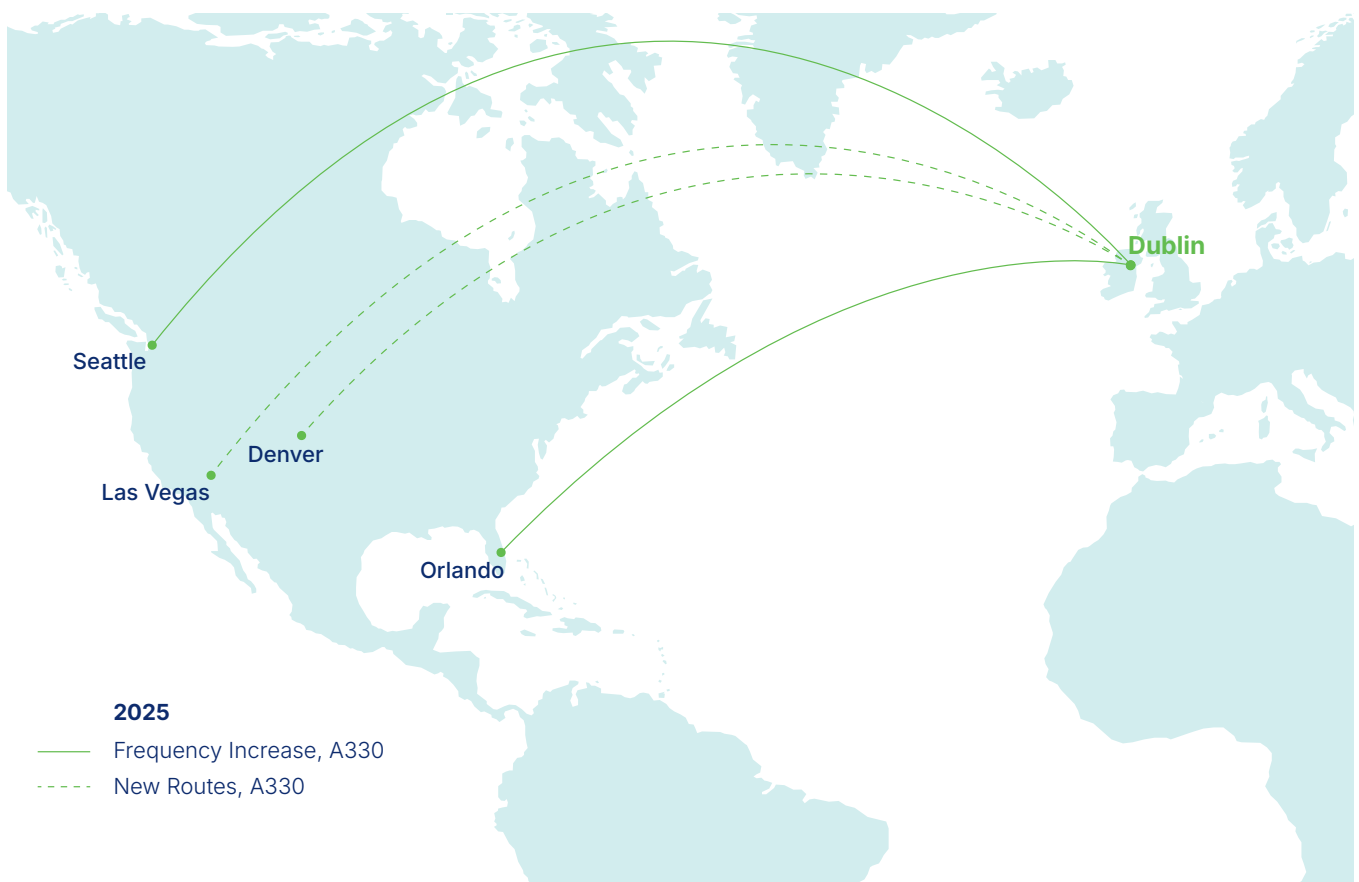 Dublin
Seattle
Denver
Las Vegas
Orlando
2025
Frequency Increase, A330
New Routes, A330